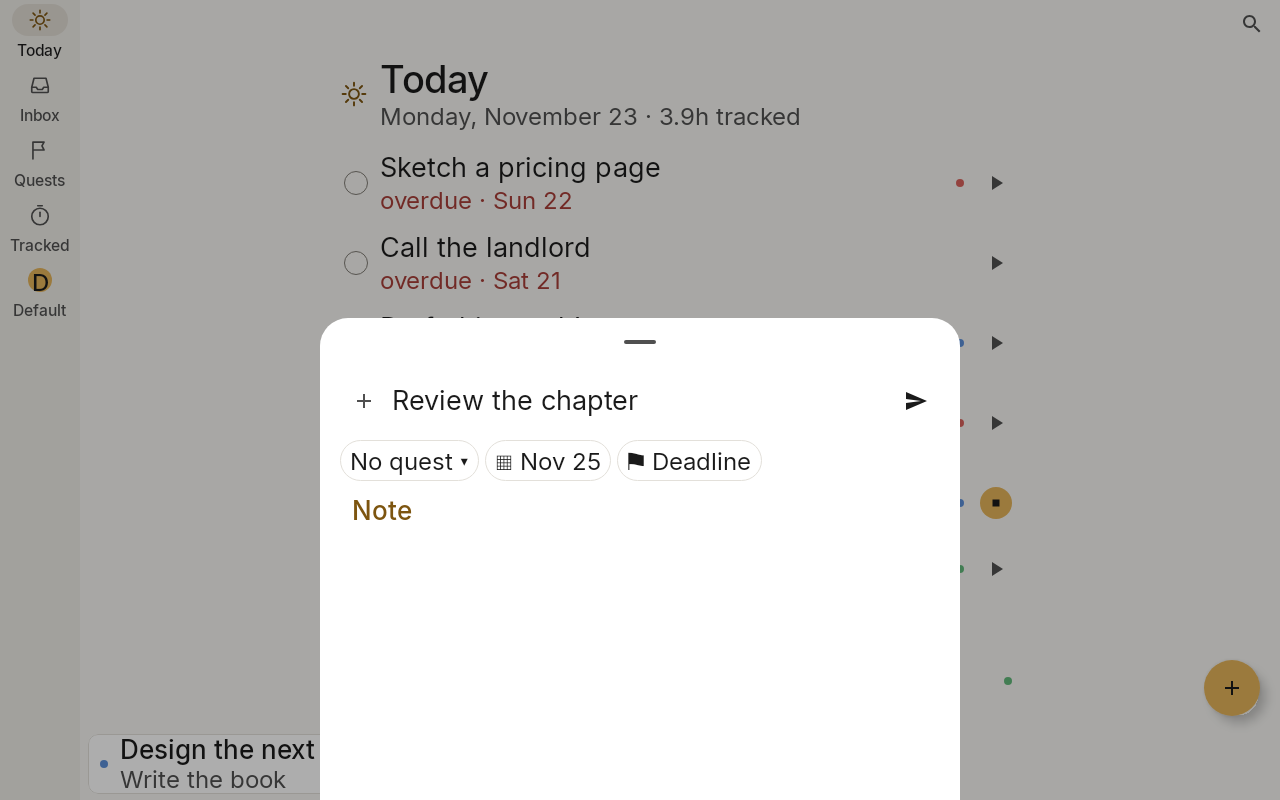 Today
Inbox
Quests
Tracked
D
Default
Today
Monday, November 23 · 3.9h tracked
Sketch a pricing page
overdue · Sun 22
Call the landlord
overdue · Sat 21
Review the chapter
No quest ▾
Nov 25
Deadline
Note
Design the next
Write the book